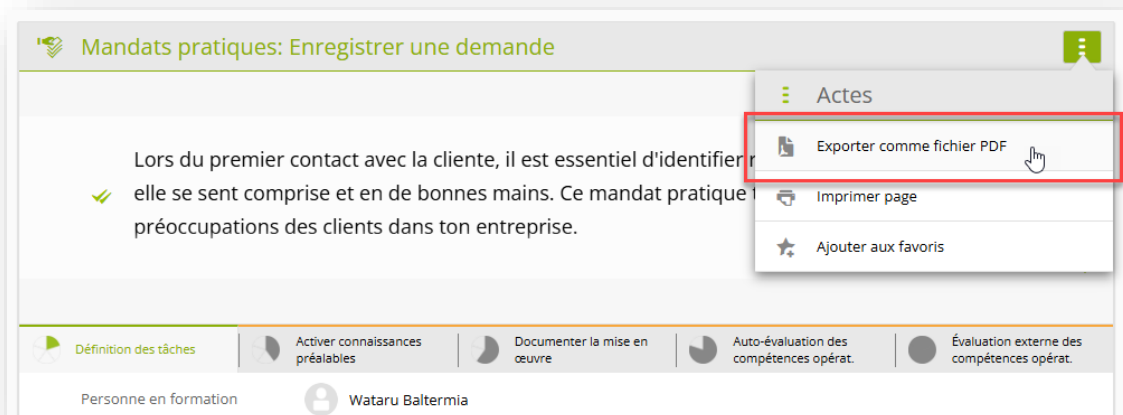 Mandats pratiques: Enregistrer une demande
Actes
Exporter comme fichier PDF
Imprimer page
Ajouter aux favoris
Lors du premier contact avec la cliente, il est essentiel d'identifier
elle se sent comprise et en de bonnes mains. Ce mandat pratique
préoccupations des clients dans ton entreprise.
Définition des tâches
Activer connaissances
préalables
Documenter la mise en
œuvre
Auto-évaluation des
compétences opérat.
Évaluation externe des
compétences opérat.
Personne en formation
Wataru Baltermia